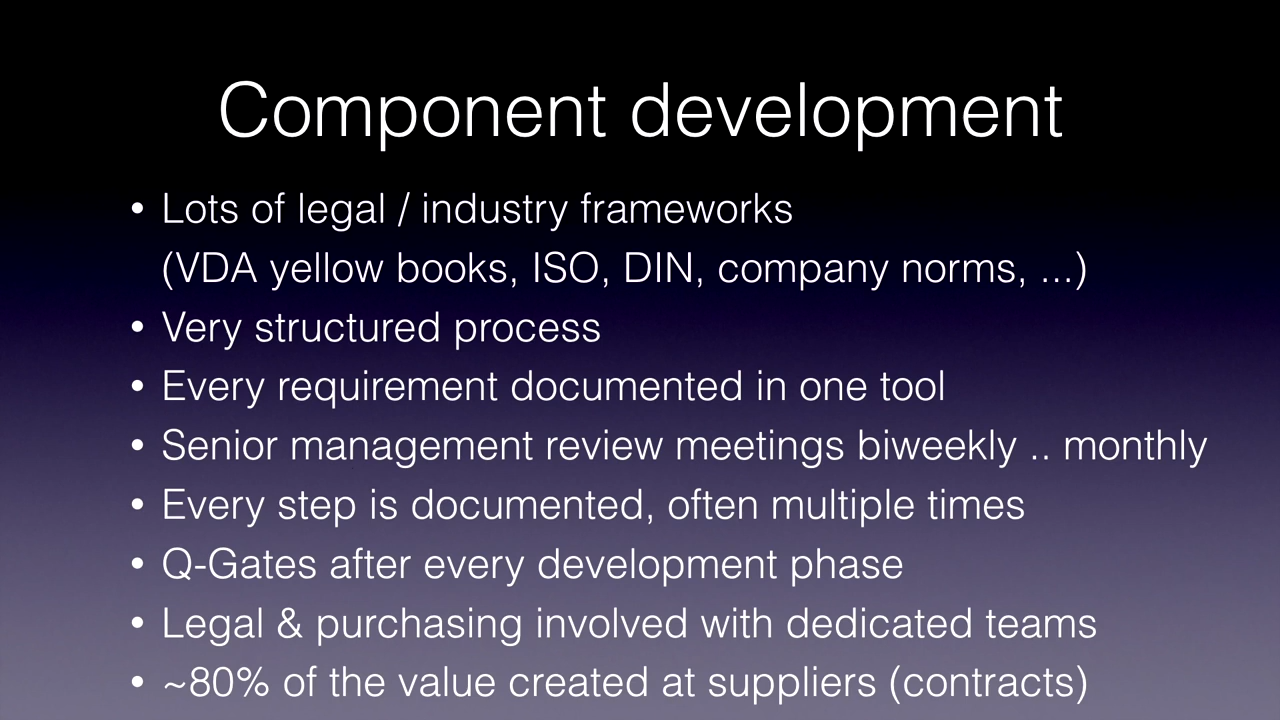 Component development
• Lots of legal / industry frameworks
(VDA yellow books, ISO, DIN, company norms, ...)
• Very structured process
• Every requirement documented in one tool
• Senior management review meetings biweekly .. monthly
• Every step is documented, often multiple times
• Q-Gates after every development phase
• Legal & purchasing involved with dedicated teams
• ~80% of the value created at suppliers (contracts)